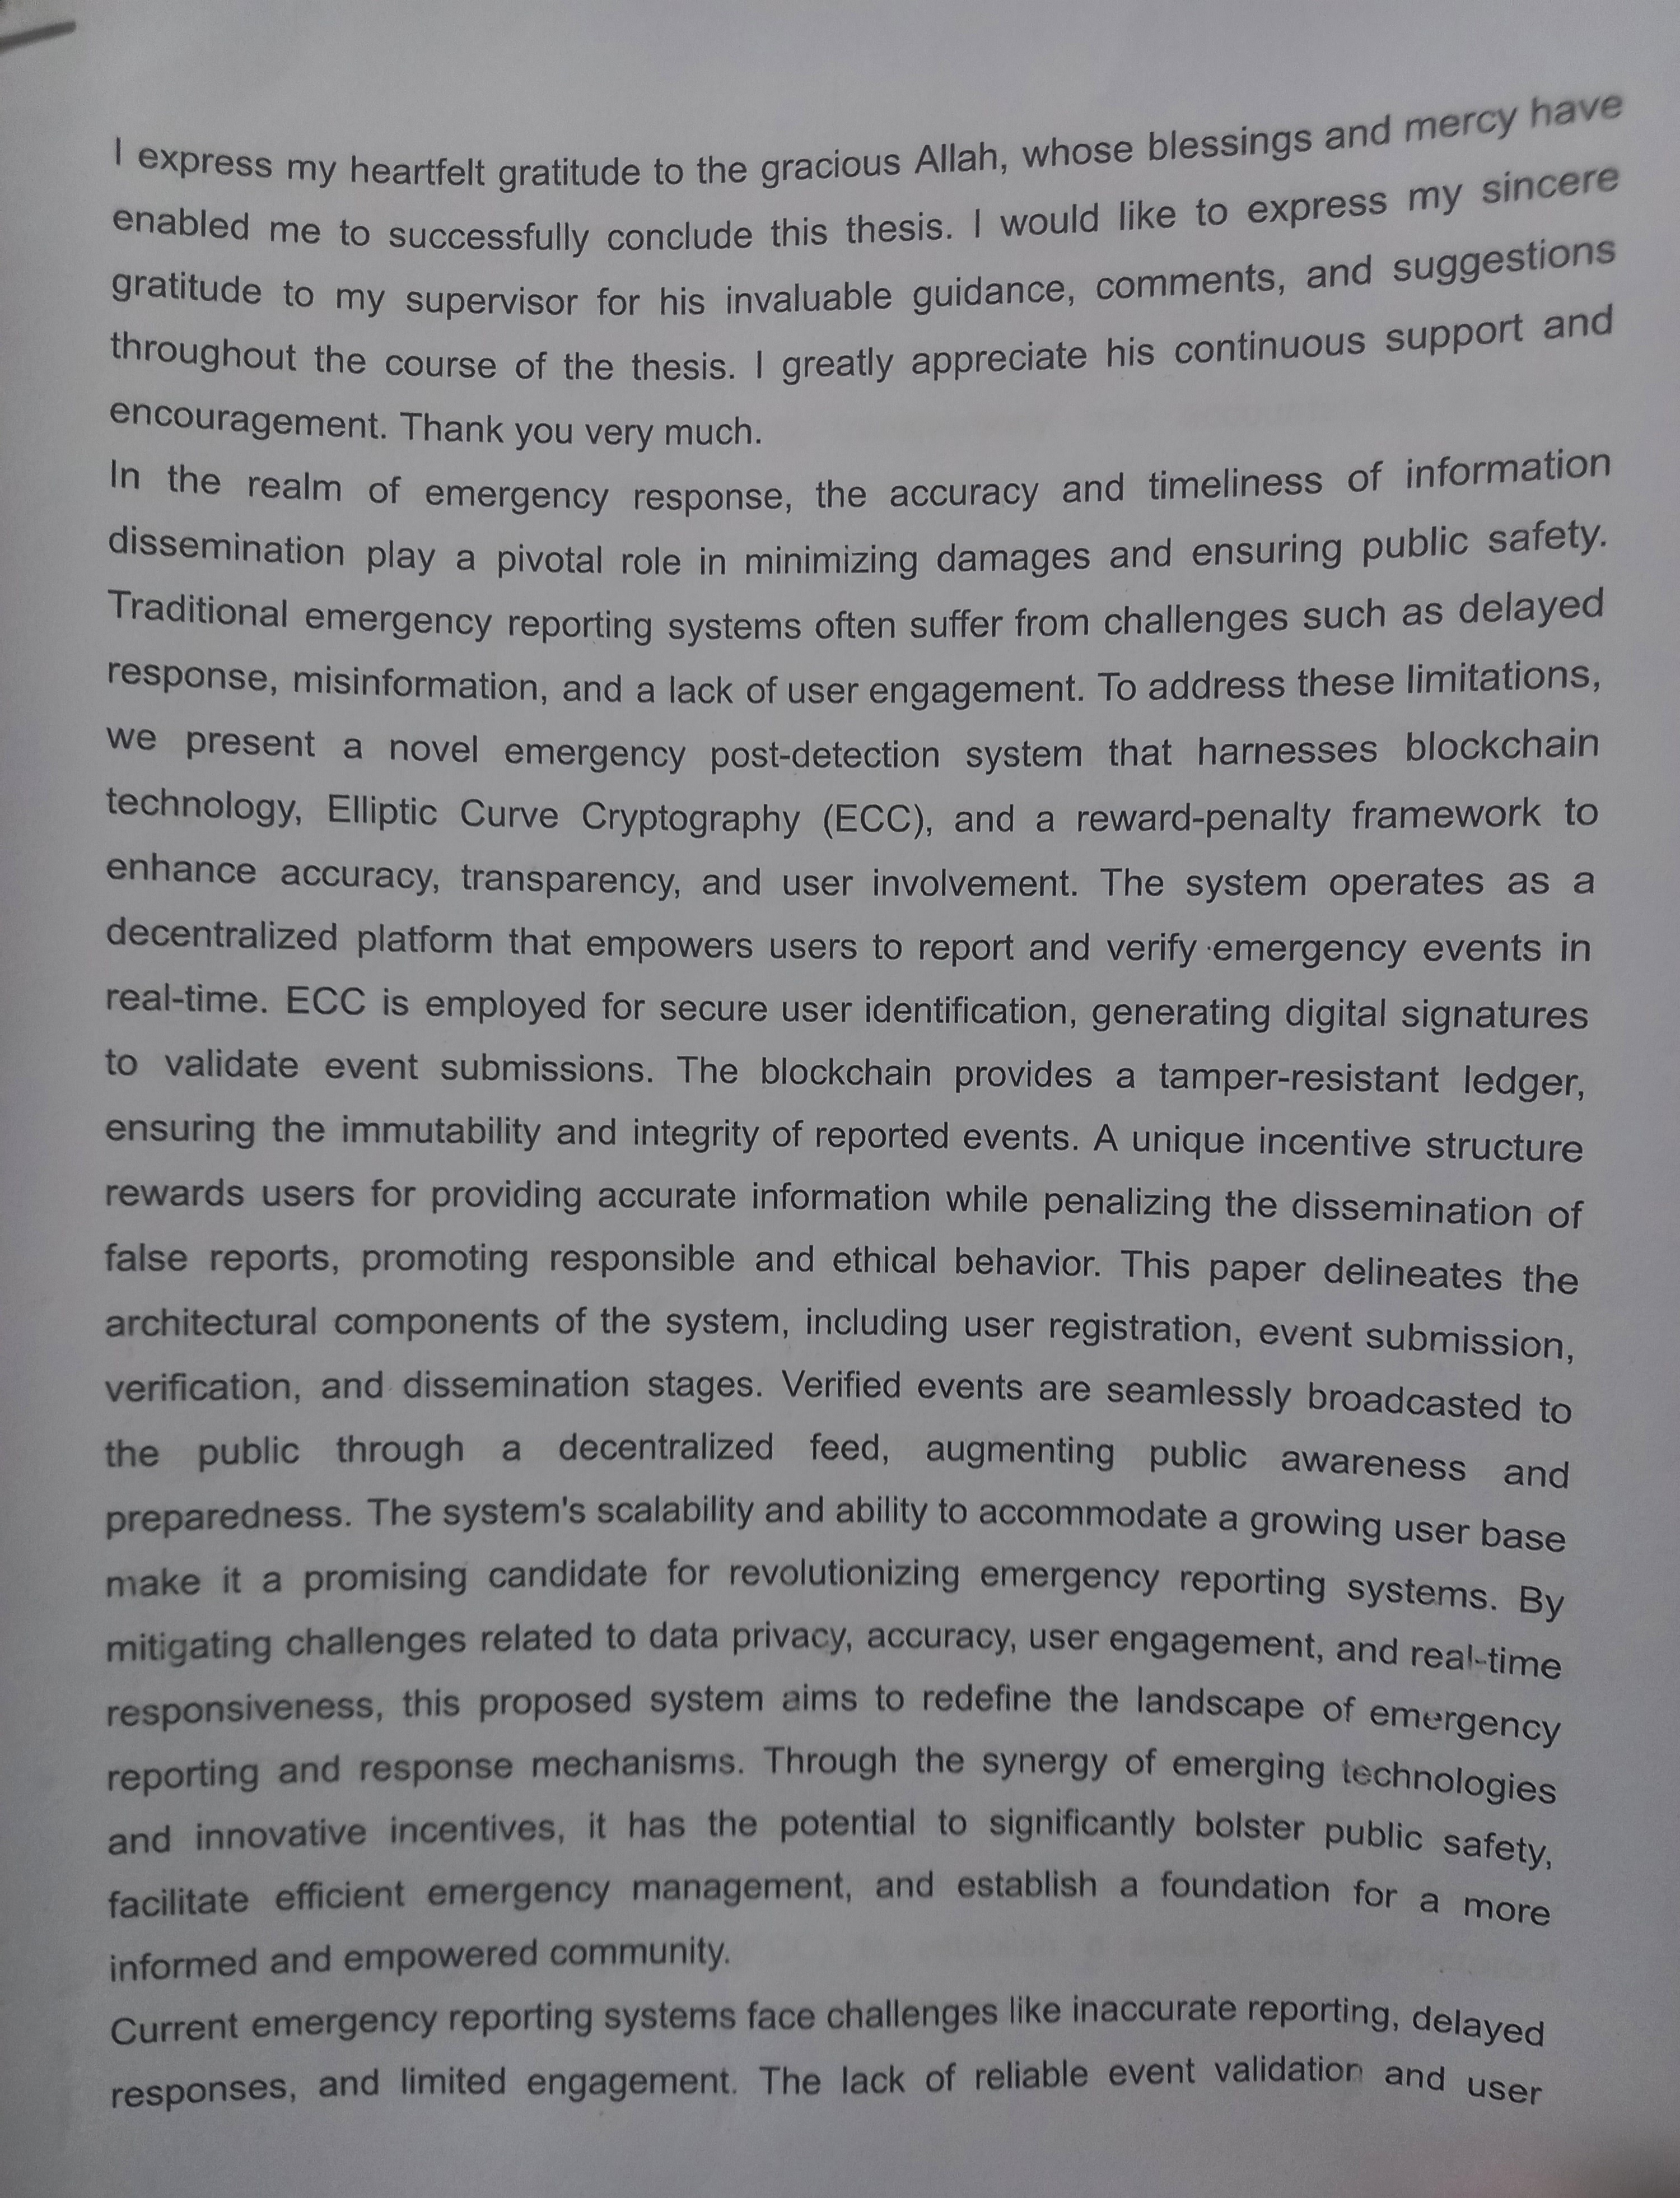 I express my heartfelt gratitude to the gracious Allah, whose blessings and mercy have
enabled me to successfully conclude this thesis. I would like to express my sincere
gratitude to my supervisor for his invaluable guidance, comments, and suggestions
throughout the course of the thesis. I greatly appreciate his continuous support and
encouragement. Thank you very much.
In the realm of emergency response, the accuracy and timeliness of information
dissemination play a pivotal role in minimizing damages and ensuring public safety.
Traditional emergency reporting systems often suffer from challenges such as delayed
response, misinformation, and a lack of user engagement. To address these limitations,
we present a novel emergency post-detection system that harnesses blockchain
technology, Elliptic Curve Cryptography (ECC), and a reward-penalty framework to
enhance accuracy, transparency, and user involvement. The system operates as a
decentralized platform that empowers users to report and verify emergency events in
real-time. ECC is employed for secure user identification, generating digital signatures
to validate event submissions. The blockchain provides a tamper-resistant ledger,
ensuring the immutability and integrity of reported events. A unique incentive structure
rewards users for providing accurate information while penalizing the dissemination of
false reports, promoting responsible and ethical behavior. This paper delineates the
architectural components of the system, including user registration, event submission,
verification, and dissemination stages. Verified events are seamlessly broadcasted to
the public through a decentralized feed, augmenting public awareness and
preparedness. The system's scalability and ability to accommodate a growing user base
make it a promising candidate for revolutionizing emergency reporting systems. By
mitigating challenges related to data privacy, accuracy, user engagement, and real-time
responsiveness, this proposed system aims to redefine the landscape of emergency
reporting and response mechanisms. Through the synergy of emerging technologies
and innovative incentives, it has the potential to significantly bolster public safety,
facilitate efficient emergency management, and establish a foundation for a more
informed and empowered community.
Current emergency reporting systems face challenges like inaccurate reporting, delayed
responses, and limited engagement. The lack of reliable event validation and user